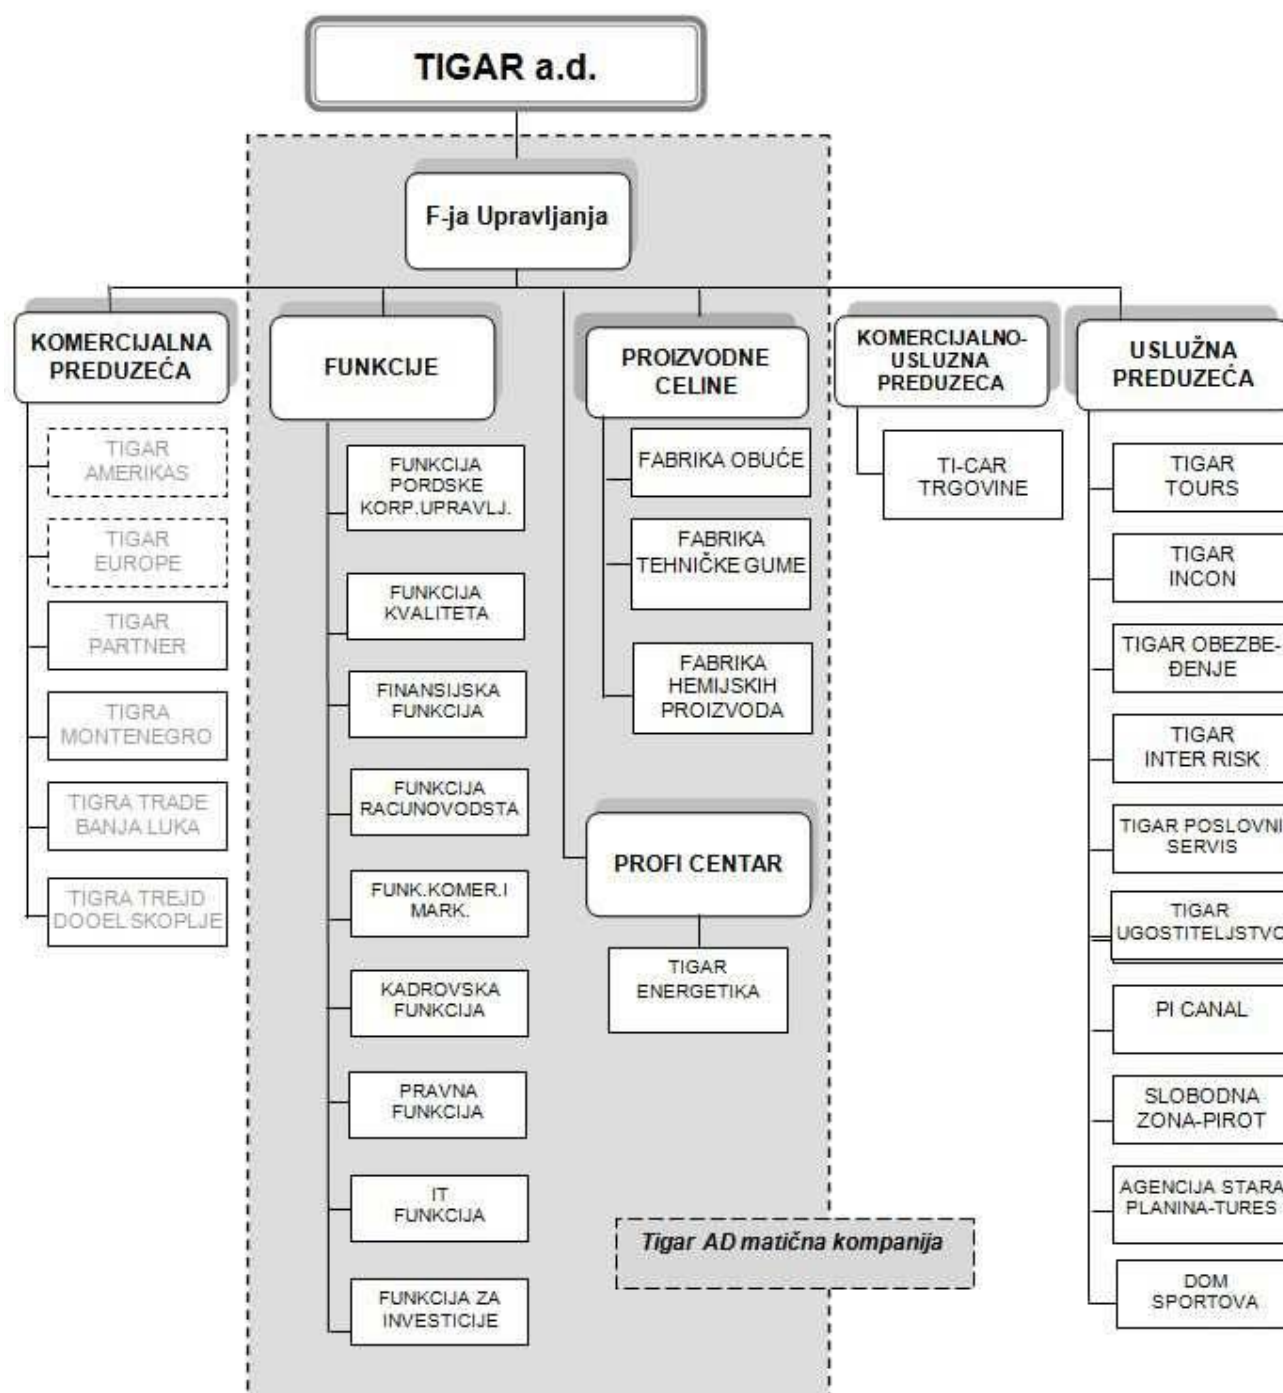 TIGAR a.d.
F-ja Upravljanja
KOMERCIJALNA
PREDUZEĆA
TIGAR
AMERIKAS
TIGAR
EUROPE
TIGAR
PARTNER
TIGRA
MONTENEGRO
TIGRA TRADE
BANJA LUKA
TIGRA TREJD
DOOEL SKOPLJE
FUNKCIJE
FUNKCIJA
PORDSKE
KORP.UPRAVLJ.
FUNKCIJA
KVALITETA
FINANSIJSKA
FUNKCIJA
FUNKCIJA
RACUNOVODSTA
FUNK.KOMER.I
MARK.
KADROVSKA
FUNKCIJA
PRAVNA
FUNKCIJA
IT
FUNKCIJA
FUNKCIJA ZA
INVESTICIJE
PROIZVODNE
CELINE
FABRIKA OBUĆE
FABRIKA
TEHNIČKE GUME
FABRIKA
HEMIJSKIH
PROIZVODA
PROFI CENTAR
TIGAR
ENERGETIKA
KOMERCIJALNO-
USLUZNA
PREDUZECA
TI-CAR
TRGOVINE
USLUŽNA
PREDUZEĆA
TIGAR
TOURS
TIGAR
INCON
TIGAR OBEZBE-
ĐENJE
TIGAR
INTER RISK
TIGAR POSLOVNI
SERVIS
TIGAR
UGOSTITELJSTVO
PI CANAL
SLOBODNA
ZONA-PIROT
AGENCIJA STARA
PLANINA-TURES
DOM
SPORTOVA
Tigar AD matična kompanija